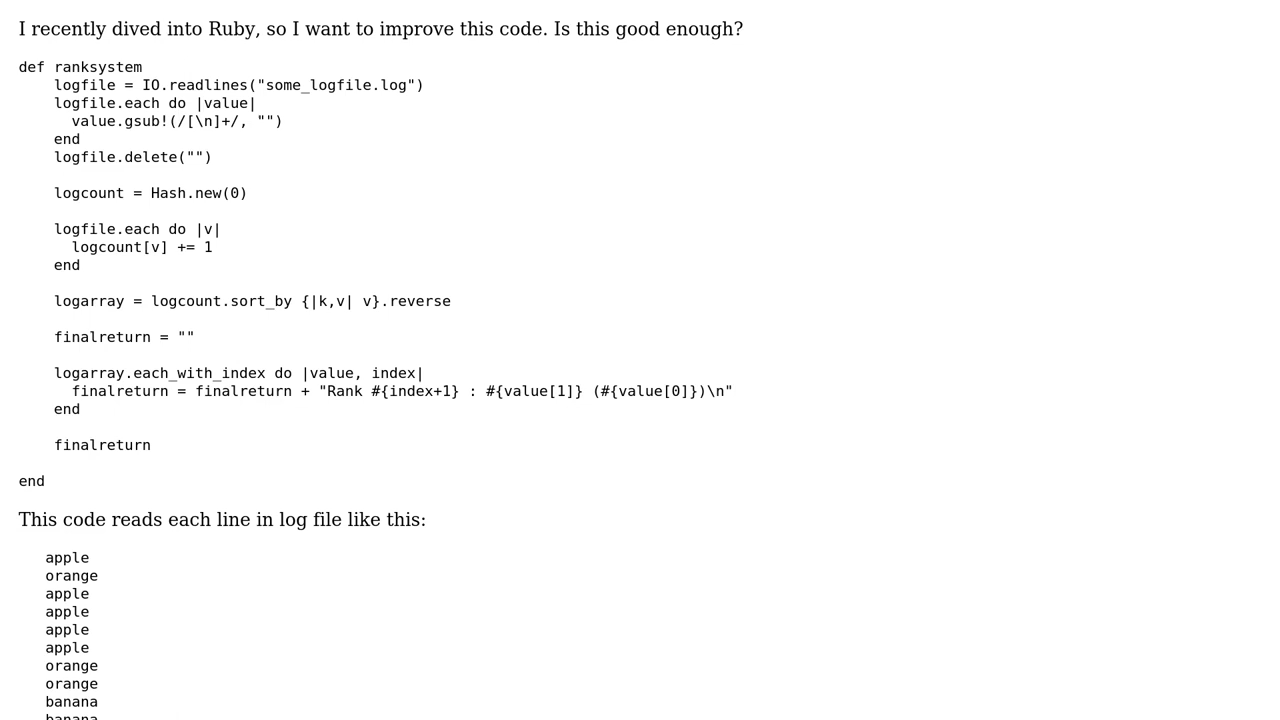 I recently dived into Ruby, so I want to improve this code. Is this good enough?
def ranksystem
    logfile = IO.readlines("some_logfile.log")
    logfile.each do |value|
      value.gsub!(/[\n]+/, "")
    end
    logfile.delete("")

    logcount = Hash.new(0)

    logfile.each do |v|
      logcount[v] += 1
    end

    logarray = logcount.sort_by {|k,v| v}.reverse

    finalreturn = ""

    logarray.each_with_index do |value, index|
      finalreturn = finalreturn + "Rank #{index+1} : #{value[1]} (#{value[0]})\n"
    end

    finalreturn

end
This code reads each line in log file like this:
   apple
   orange
   apple
   apple
   apple
   apple
   orange
   orange
   banana
   banana